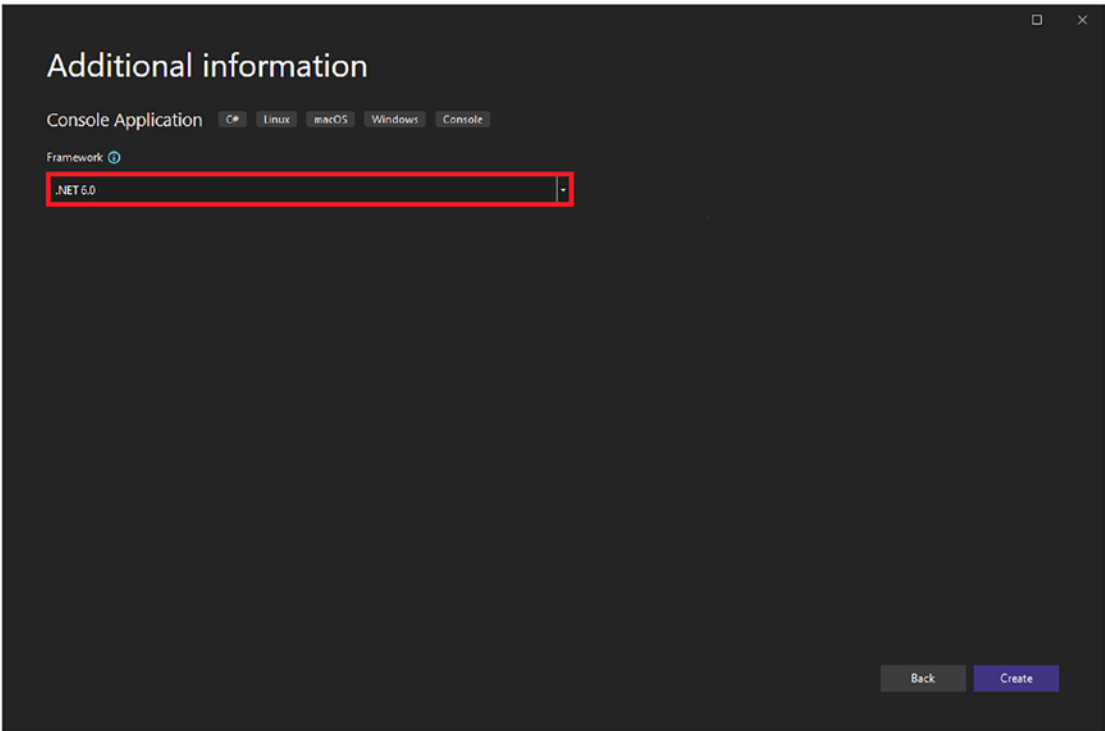 Additional information
Console Application C# Linux macOS Windows Console
Framework
.NET 6.0
Back Create